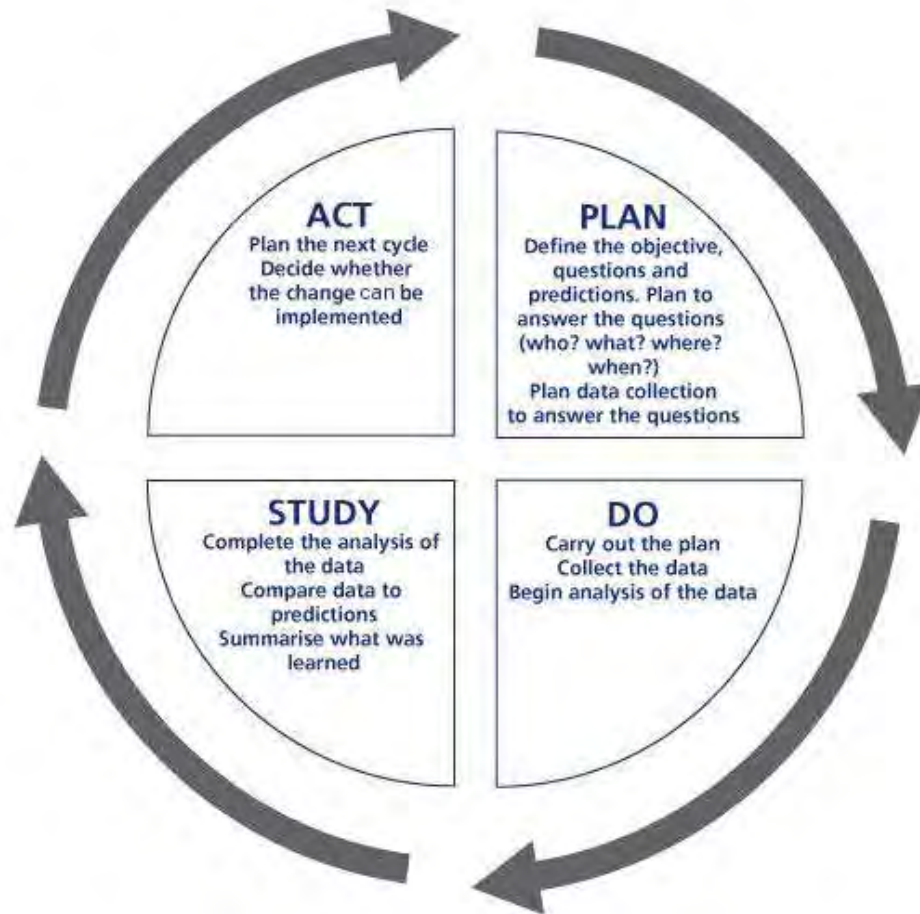 ACT
Plan the next cycle
Decide whether
the change can be
implemented
PLAN
Define the objective,
questions and
predictions. Plan to
answer the questions
(who? what? where?
when?)
Plan data collection
to answer the questions
STUDY
Complete the analysis of
the data
Compare data to
predictions
Summarise what was
learned
DO
Carry out the plan
Collect the data
Begin analysis of the data